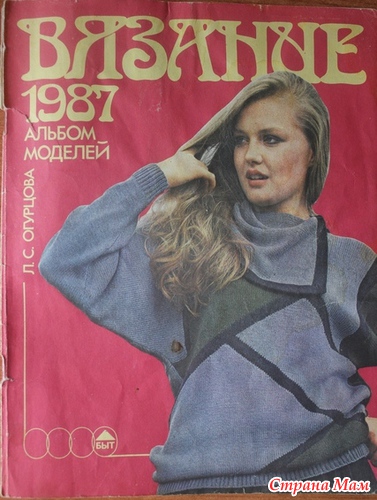 ВЯЗАНИЕ
1987
АЛЬБОМ
МОДЕЛЕЙ
Л. С. ОГУРЦОВА
БЫТ
Страна Мам